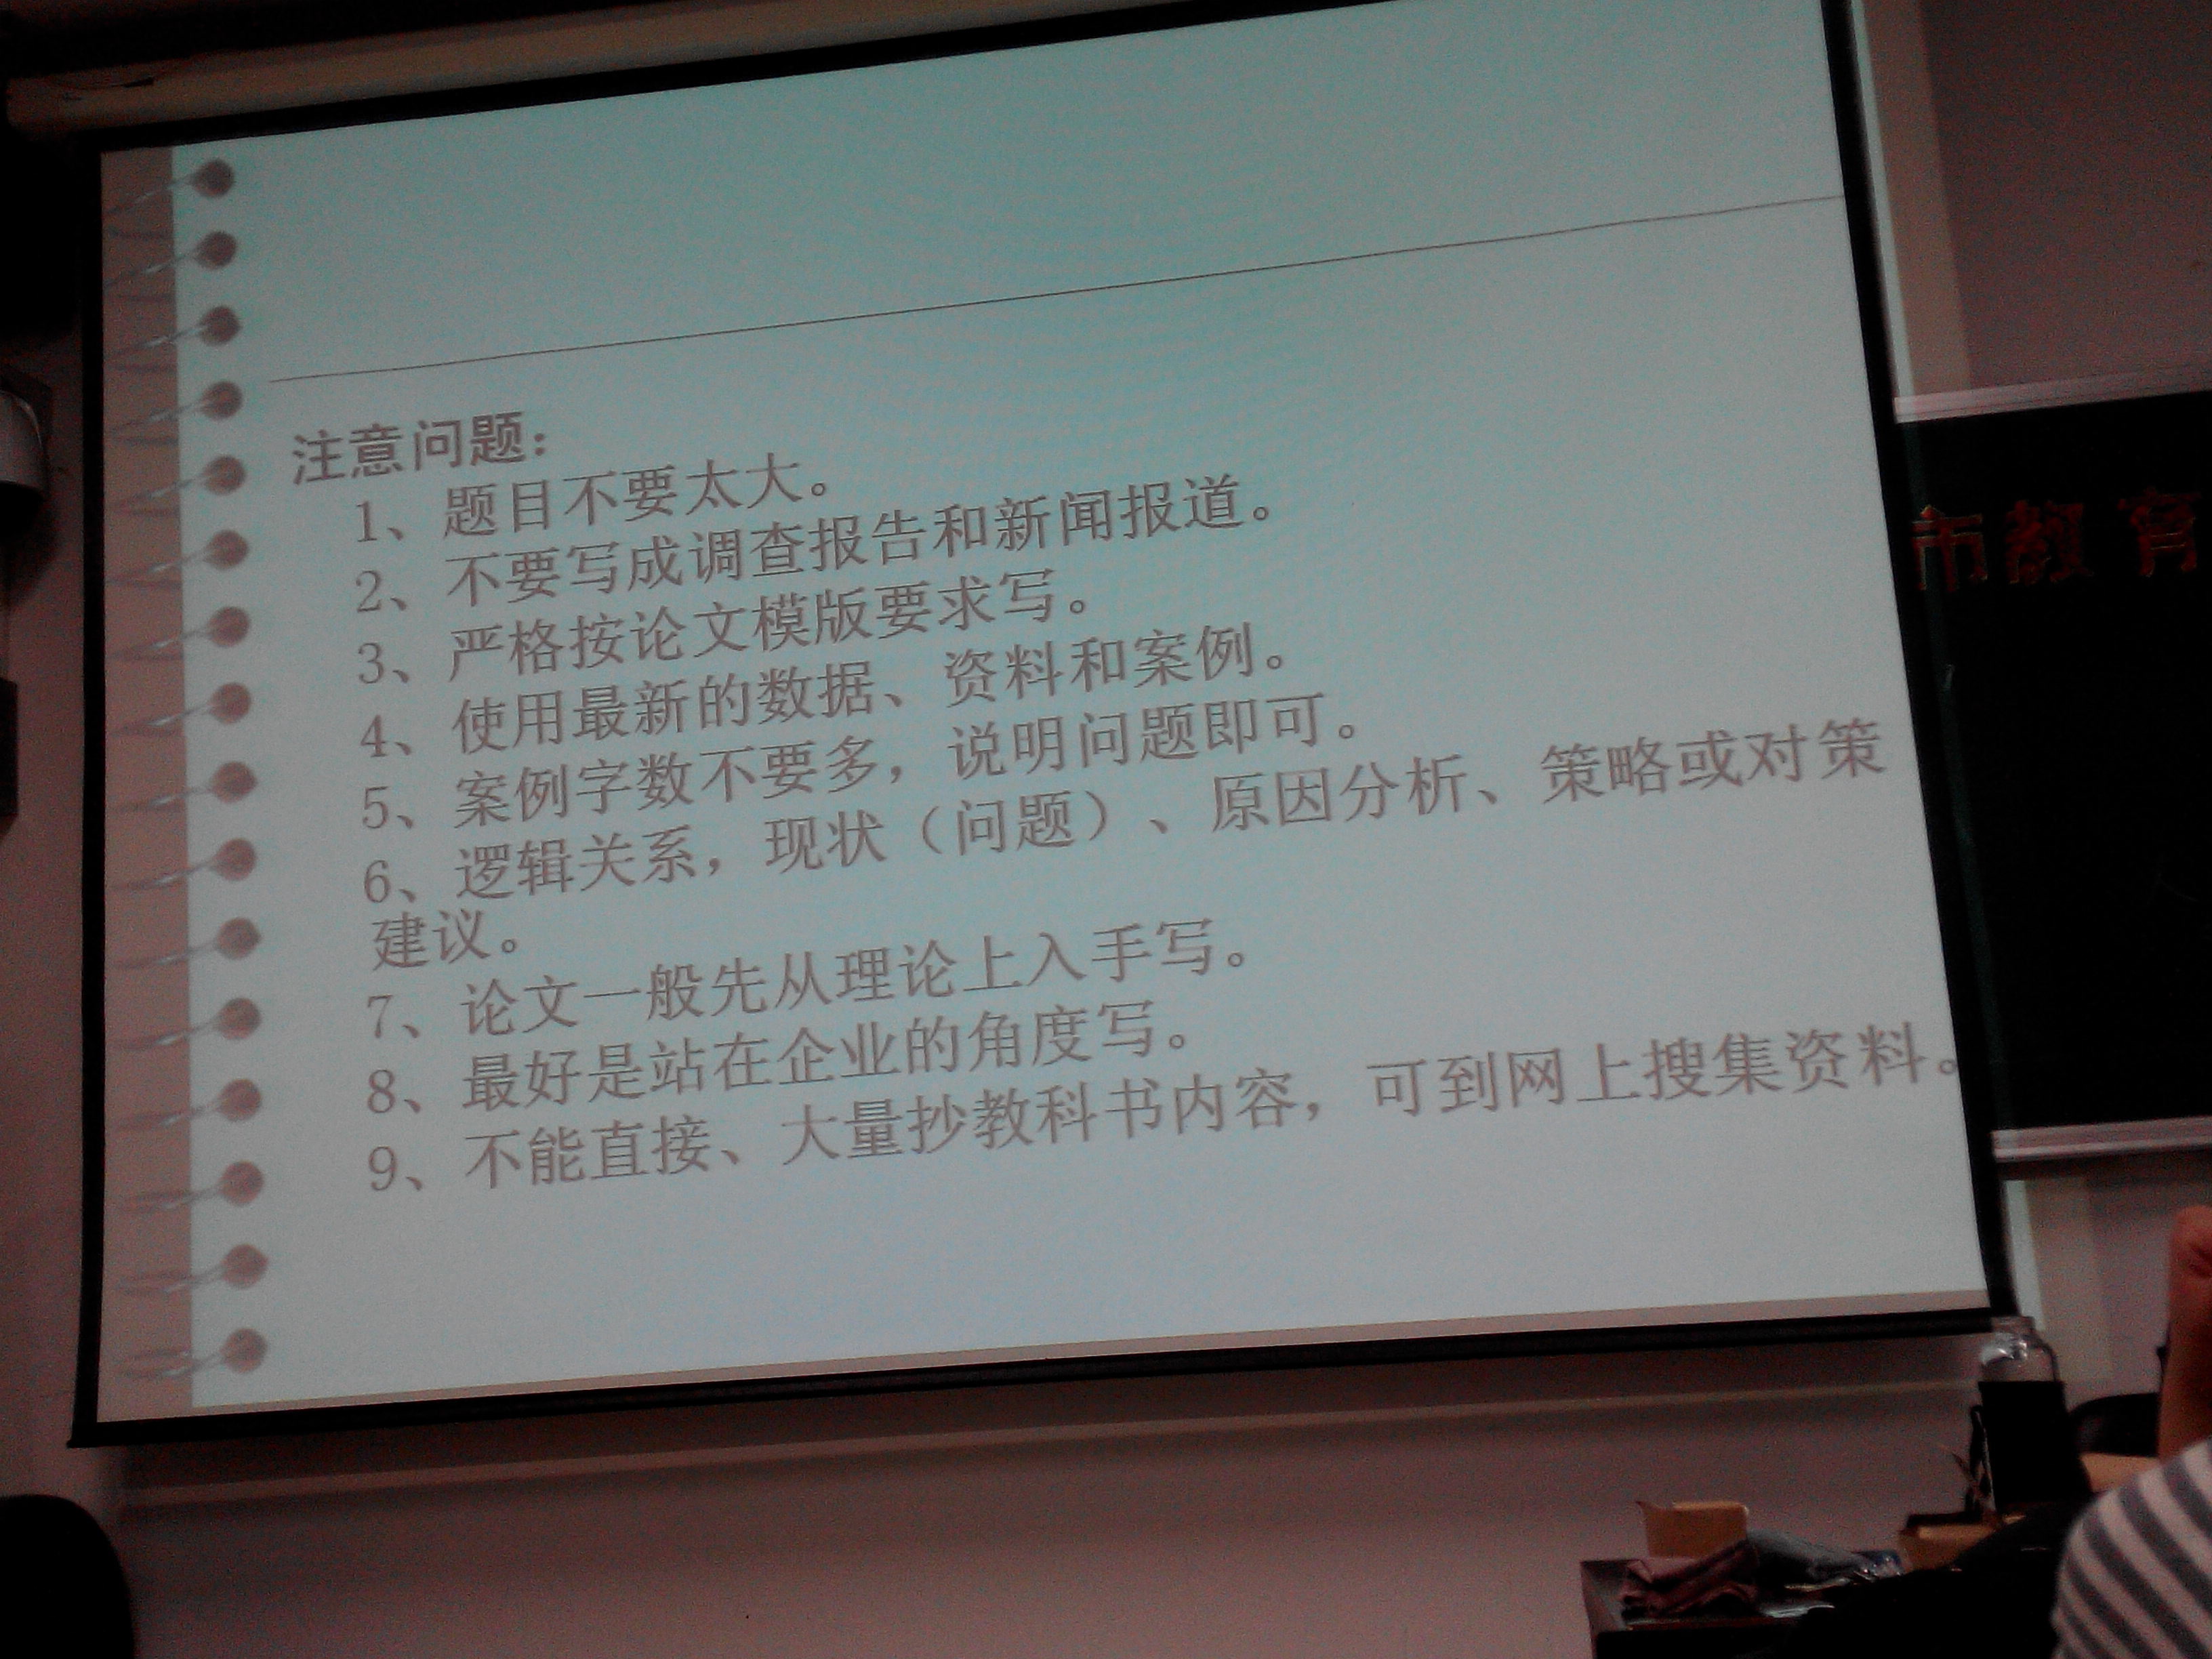 注意问题：
1、题目不要太大。
2、不要写成调查报告和新闻报道。
3、严格按论文模版要求写。
4、使用最新的数据、资料和案例。
5、案例字数不要多，说明问题即可。
6、逻辑关系，现状（问题）、原因分析、策略或对策
建议。
7、论文一般先从理论上入手写。
8、最好是站在企业的角度写。
9、不能直接、大量抄教科书内容，可到网上搜集资料。
市教育